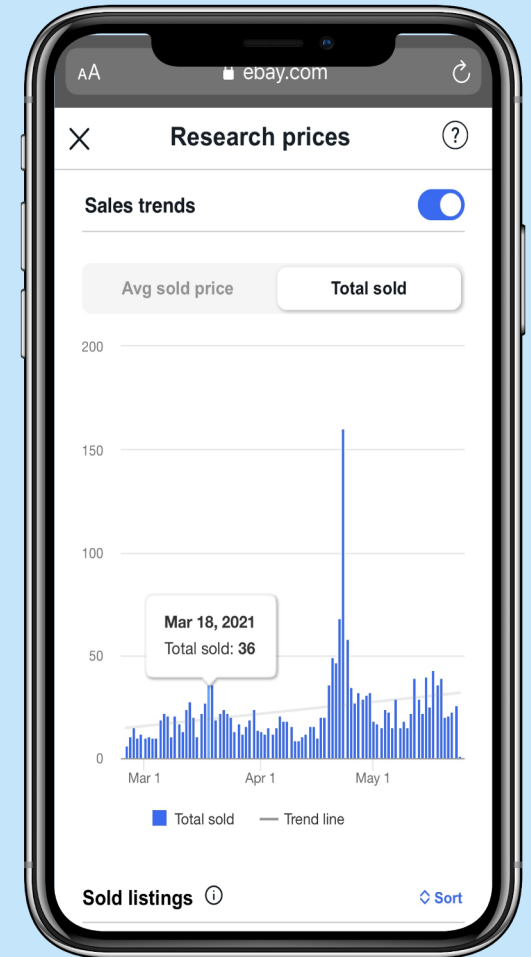 AA ebay.com
Research prices ?
Sales trends
Avg sold price Total sold
200
150
100
Mar 18, 2021
Total sold: 36
50
0
Mar 1 Apr 1 May 1
Total sold Trend line
Sold listings i Sort